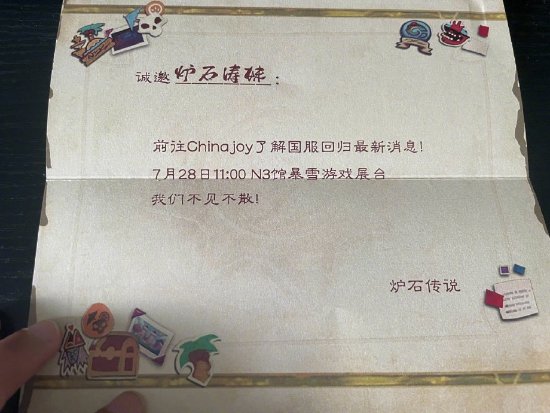 诚邀 炉石涛妹：
前往Chinajoy了解国服回归最新消息！
7月28日11:00 N3馆暴雪游戏展台
我们不见不散！
炉石传说